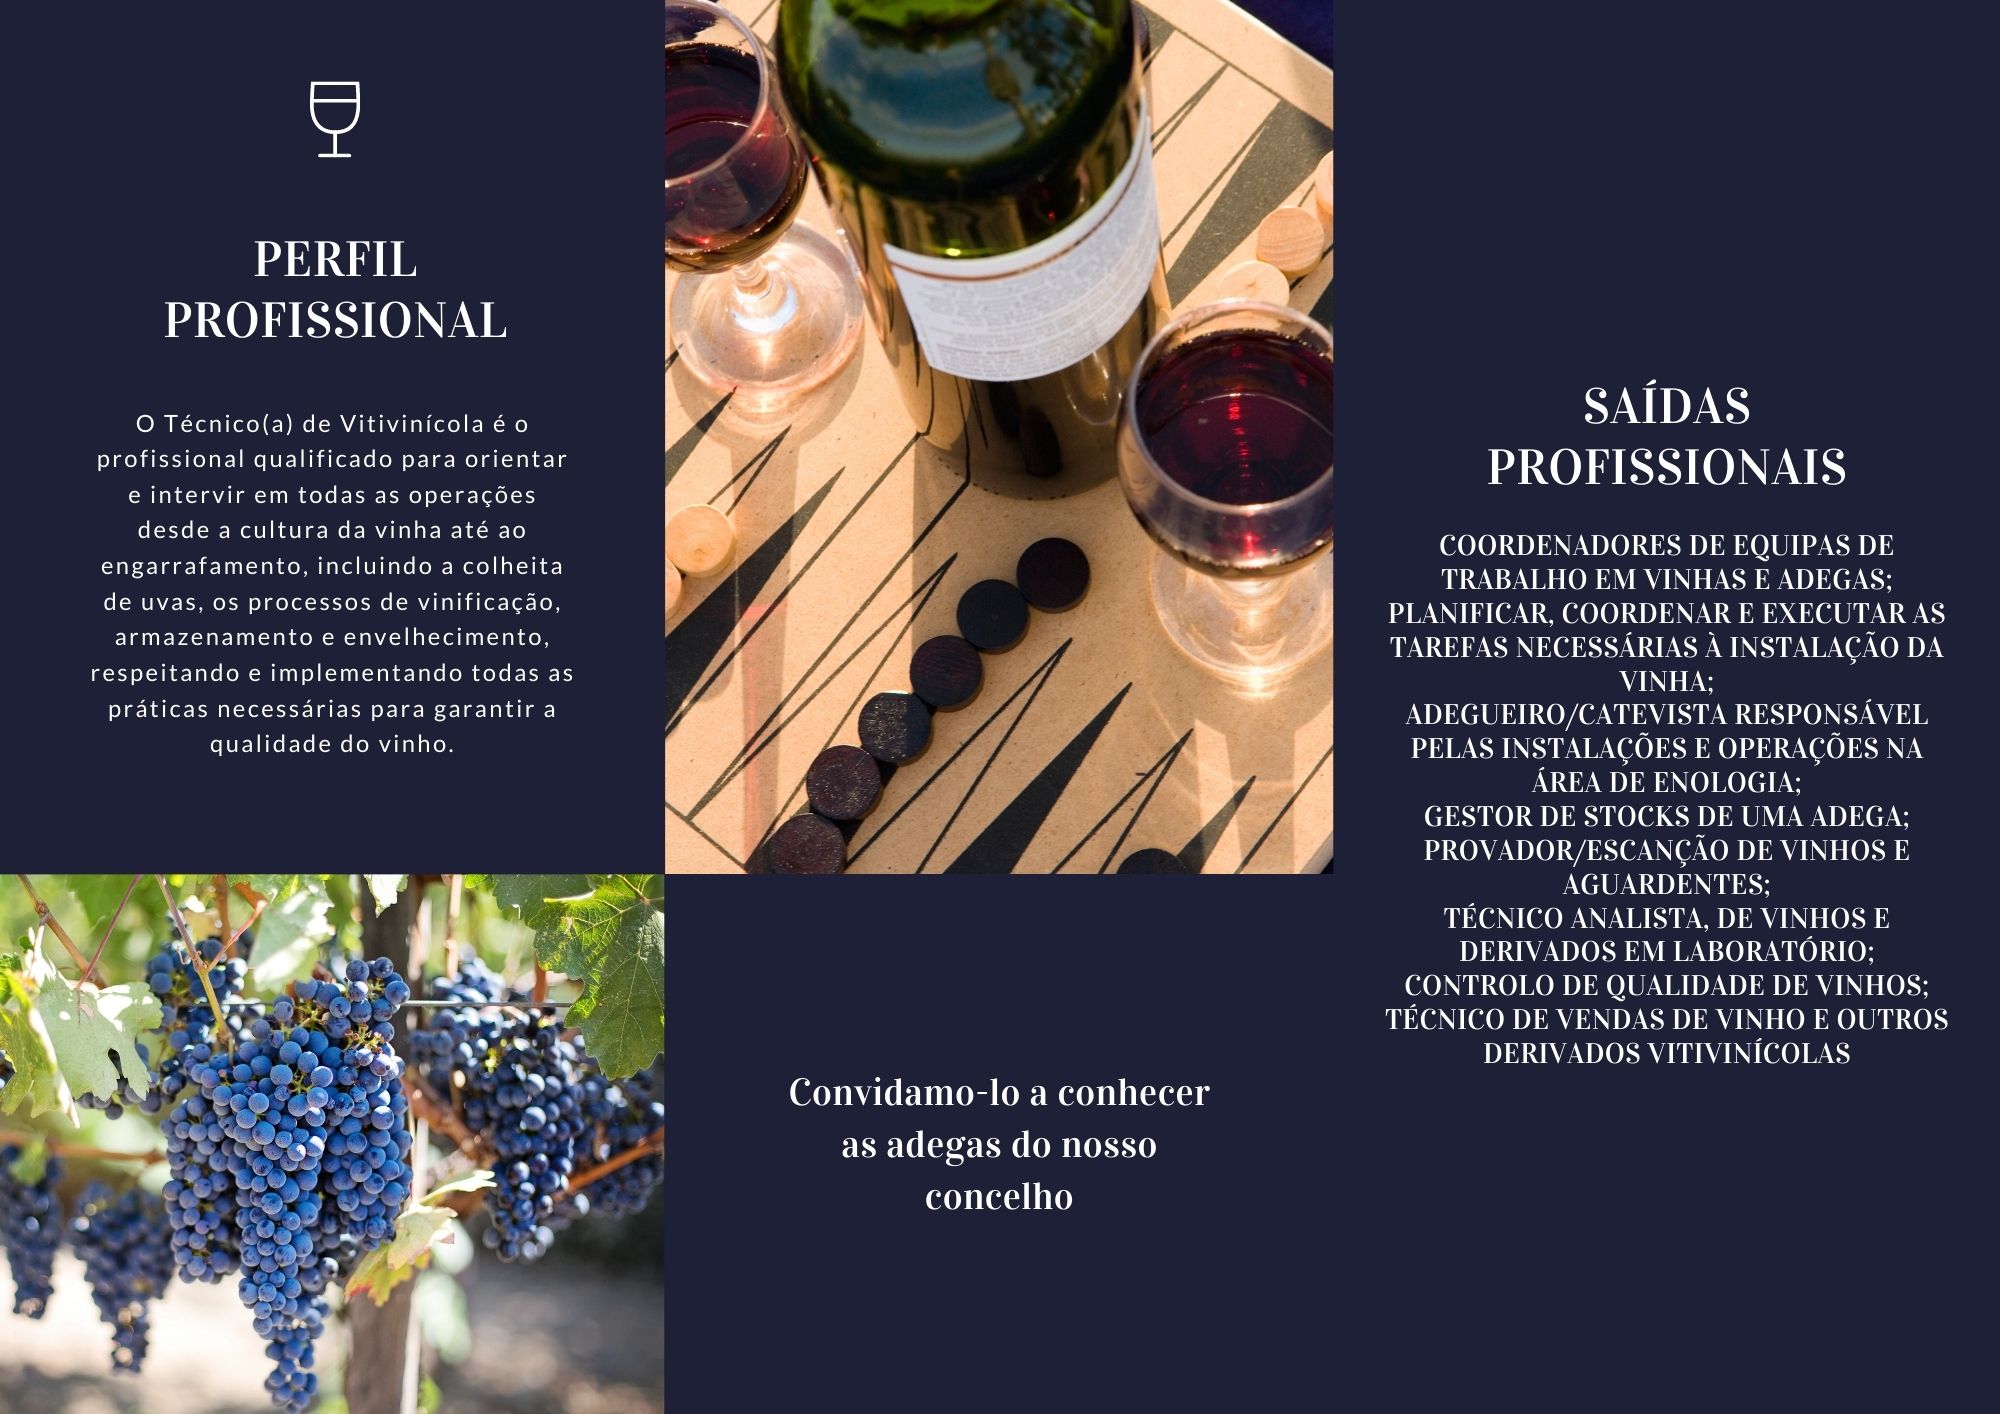 PERFIL
PROFISSIONAL
O Técnico(a) de Vitivinícola é o
profissional qualificado para orientar
e intervir em todas as operações
desde a cultura da vinha até ao
engarrafamento, incluindo a colheita
de uvas, os processos de vinificação,
armazenamento e envelhecimento,
respeitando e implementando todas as
práticas necessárias para garantir a
qualidade do vinho.
Convidamo-lo a conhecer
as adegas do nosso
concelho
SAÍDAS
PROFISSIONAIS
COORDENADORES DE EQUIPAS DE
TRABALHO EM VINHAS E ADEGAS;
PLANIFICAR, COORDENAR E EXECUTAR AS
TAREFAS NECESSÁRIAS À INSTALAÇÃO DA
VINHA;
ADEGUEIRO/CATEVISTA RESPONSÁVEL
PELAS INSTALAÇÕES E OPERAÇÕES NA
ÁREA DE ENOLOGIA;
GESTOR DE STOCKS DE UMA ADEGA;
PROVADOR/ESCANÇÃO DE VINHOS E
AGUARDENTES;
TÉCNICO ANALISTA, DE VINHOS E
DERIVADOS EM LABORATÓRIO;
CONTROLO DE QUALIDADE DE VINHOS;
TÉCNICO DE VENDAS DE VINHO E OUTROS
DERIVADOS VITIVINÍCOLAS